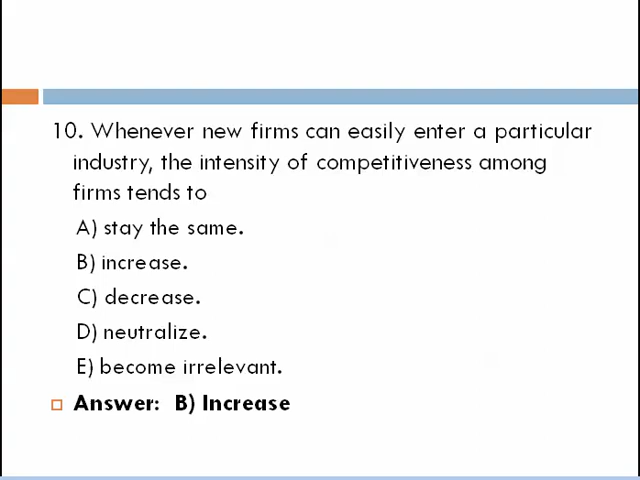 10. Whenever new firms can easily enter a particular
industry, the intensity of competitiveness among
firms tends to
A) stay the same.
B) increase.
C) decrease.
D) neutralize.
E) become irrelevant.
Answer: B) Increase